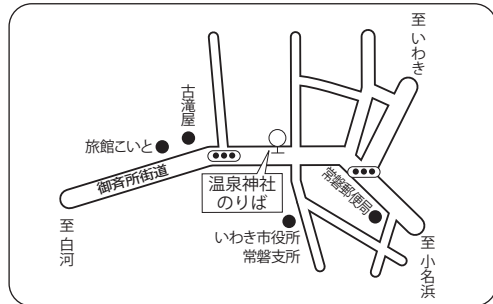 至 いわき
古滝屋
旅館こいと
御斉所街道
温泉神社
のりば
常磐郵便局
いわき市役所
常磐支所
至 白河
至 小名浜